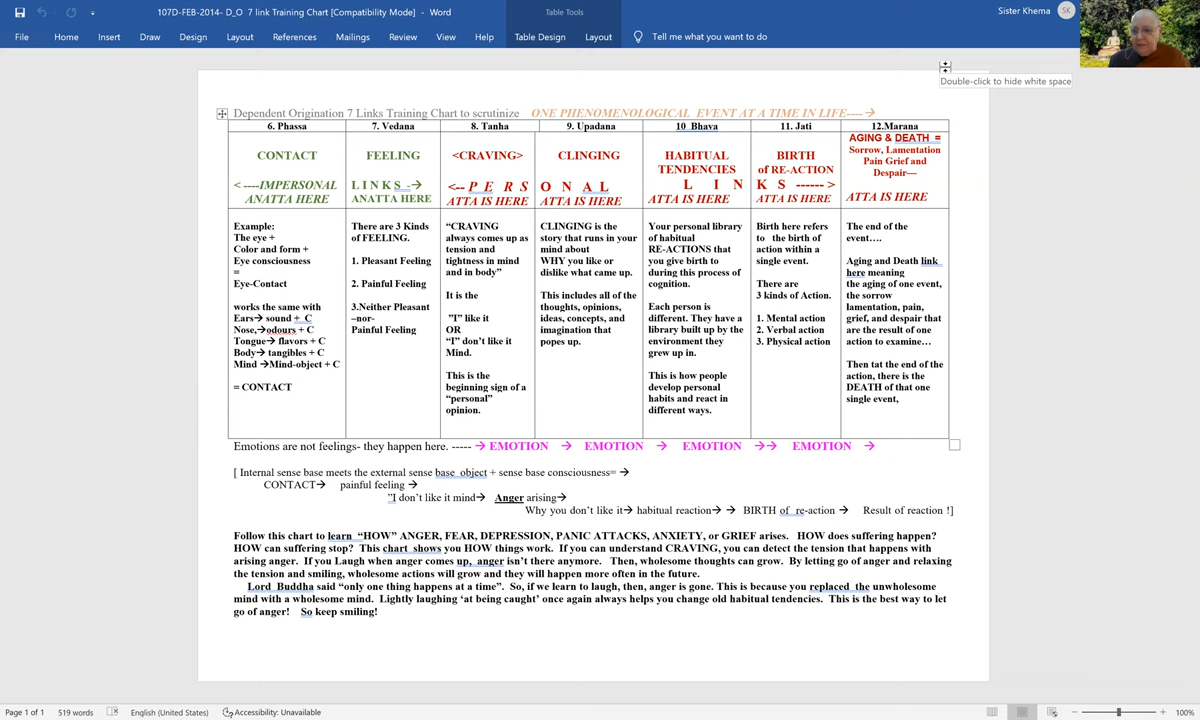 107D-FEB-2014- D_O  7 link Training Chart [Compatibility Mode]  -  Word
Table Tools
Sister Khema
SK
File Home Insert Draw Design Layout References Mailings Review View Help Table Design Layout Tell me what you want to do
Double-click to hide white space
Dependent Origination 7 Links Training Chart to scrutinize ONE PHENOMENOLOGICAL EVENT AT A TIME IN LIFE----→
6. Phassa
CONTACT
< ----IMPERSONAL
ANATTA HERE
Example:
The eye +
Color and form +
Eye consciousness
=
Eye-Contact
works the same with
Ears→ sound + C
Nose,→odours + C
Tongue→ flavors + C
Body→ tangibles + C
Mind →Mind-object + C
= CONTACT
7. Vedana
FEELING
L I N K S -→
ANATTA HERE
There are 3 Kinds
of FEELING.
1. Pleasant Feeling
2. Painful Feeling
3.Neither Pleasant
–nor-
Painful Feeling
8. Tanha
<CRAVING>
<-- P E R S
ATTA IS HERE
“CRAVING
always comes up as
tension and
tightness in mind
and in body”
It is the
”I” like it
OR
“I” don’t like it
Mind.
This is the
beginning sign of a
“personal”
opinion.
9. Upadana
CLINGING
O N A L
ATTA IS HERE
CLINGING is the
story that runs in your
mind about
WHY you like or
dislike what came up.
This includes all of the
thoughts, opinions,
ideas, concepts, and
imagination that
popes up.
10 Bhava
HABITUAL
TENDENCIES
L I N
ATTA IS HERE
Your personal library
of habitual
RE-ACTIONS that
you give birth to
during this process of
cognition.
Each person is
different. They have a
library built up by the
environment they
grew up in.
This is how people
develop personal
habits and react in
different ways.
11. Jati
BIRTH
of RE-ACTION
K S ------ >
ATTA IS HERE
Birth here refers
to the birth of
action within a
single event.
There are
3 kinds of Action.
1. Mental action
2. Verbal action
3. Physical action
12.Marana
AGING & DEATH =
Sorrow, Lamentation
Pain Grief and
Despair—
ATTA IS HERE
The end of the
event….
Aging and Death link
here meaning
the aging of one event,
the sorrow
lamentation, pain,
grief, and despair that
are the result of one
action to examine…
Then tat the end of the
action, there is the
DEATH of that one
single event,
Emotions are not feelings- they happen here. ----- → EMOTION → EMOTION → EMOTION →→ EMOTION →
[ Internal sense base meets the external sense base object + sense base consciousness= →
CONTACT→ painful feeling →
”I don’t like it mind→ Anger arising→
Why you don’t like it→ habitual reaction→ → BIRTH of re-action → Result of reaction !]
Follow this chart to learn “HOW” ANGER, FEAR, DEPRESSION, PANIC ATTACKS, ANXIETY, or GRIEF arises. HOW does suffering happen?
HOW can suffering stop? This chart shows you HOW things work. If you can understand CRAVING, you can detect the tension that happens with
arising anger. If you Laugh when anger comes up, anger isn’t there anymore. Then, wholesome thoughts can grow. By letting go of anger and relaxing
the tension and smiling, wholesome actions will grow and they will happen more often in the future.
Lord Buddha said “only one thing happens at a time”. So, if we learn to laugh, then, anger is gone. This is because you replaced the unwholesome
mind with a wholesome mind. Lightly laughing ‘at being caught’ once again always helps you change old habitual tendencies. This is the best way to let
go of anger! So keep smiling!
Page 1 of 1 519 words English (United States) Accessibility: Unavailable 100%